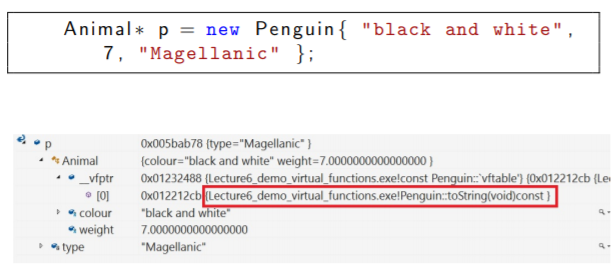 Animal* p = new Penguin{ "black and white",
7, "Magellanic" };
p 0x005bab78 {type="Magellanic" }
Animal {colour="black and white" weight=7.0000000000000000 }
__vfptr 0x01232488 {Lecture6_demo_virtual_functions.exe!const Penguin::`vftable'} {0x012212cb {Lec
[0] 0x012212cb {Lecture6_demo_virtual_functions.exe!Penguin::toString(void)const }
colour "black and white"
weight 7.0000000000000000
type "Magellanic"